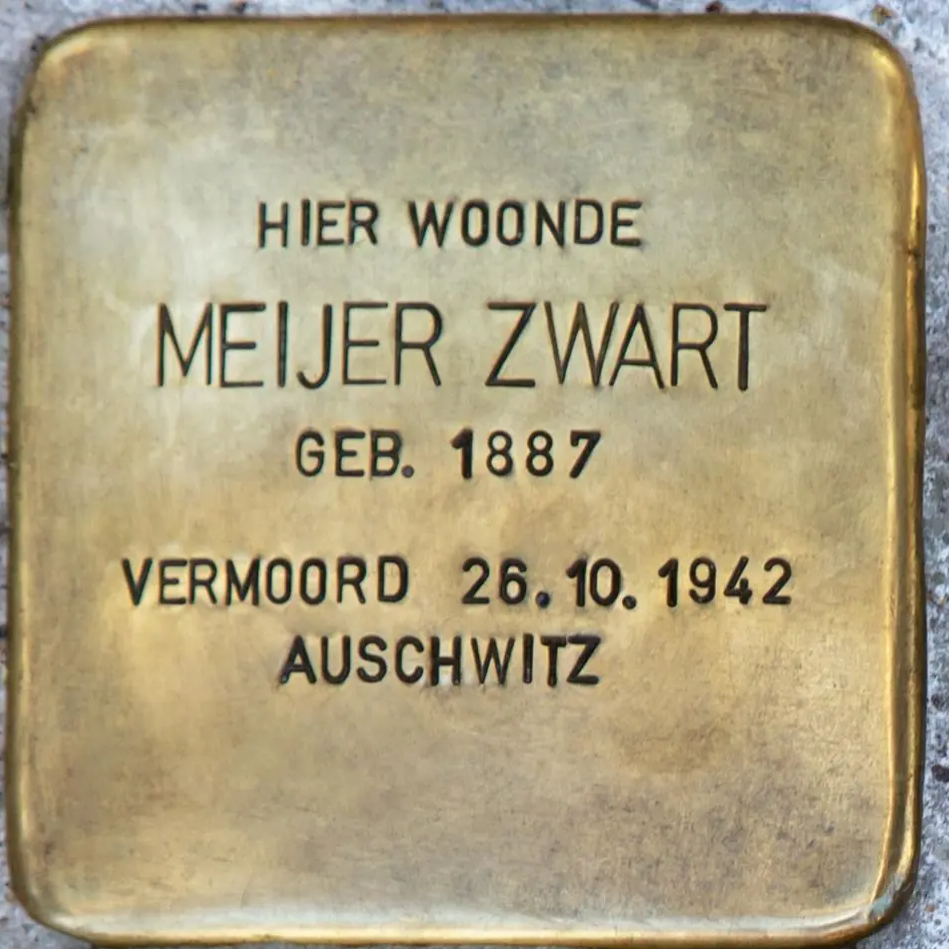 HIER WOONDE
MEIJER ZWART
GEB. 1887
VERMOORD 26.10.1942
AUSCHWITZ